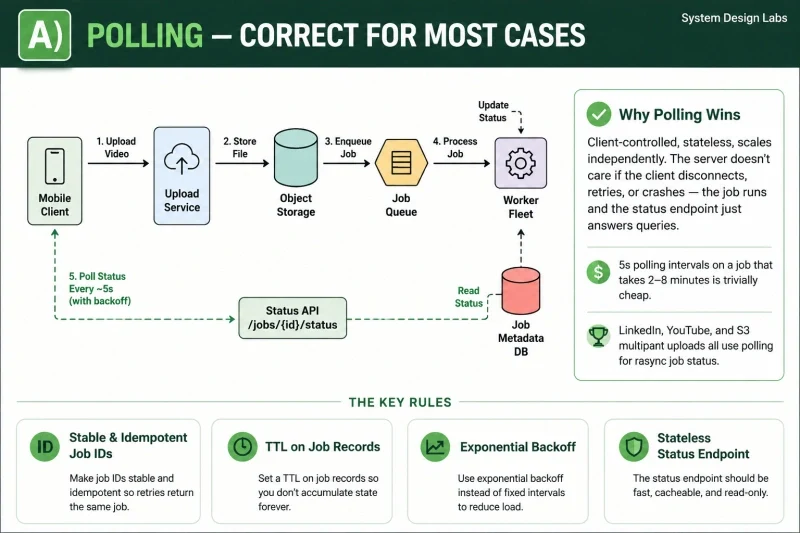 A) POLLING — CORRECT FOR MOST CASES
System Design Labs
Update
Status
1. Upload
Video
2. Store
File
3. Enqueue
Job
4. Process
Job
Mobile
Client
Upload
Service
Object
Storage
Job
Queue
Worker
Fleet
5. Poll Status
Every ~5s
(with backoff)
Status API
/jobs/{id}/status
Read
Status
Job
Metadata
DB
Why Polling Wins
Client-controlled, stateless, scales
independently. The server doesn't
care if the client disconnects,
retries, or crashes — the job runs
and the status endpoint just
answers queries.
$
5s polling intervals on a job that
takes 2–8 minutes is trivially
cheap.
LinkedIn, YouTube, and S3
multipant uploads all use polling
for rasync job status.
THE KEY RULES
ID
Stable & Idempotent
Job IDs
Make job IDs stable and
idempotent so retries return
the same job.
TTL on Job Records
Set a TTL on job records so
you don't accumulate state
forever.
Exponential Backoff
Use exponential backoff
instead of fixed intervals
to reduce load.
Stateless
Status Endpoint
The status endpoint should be
fast, cacheable, and read-only.